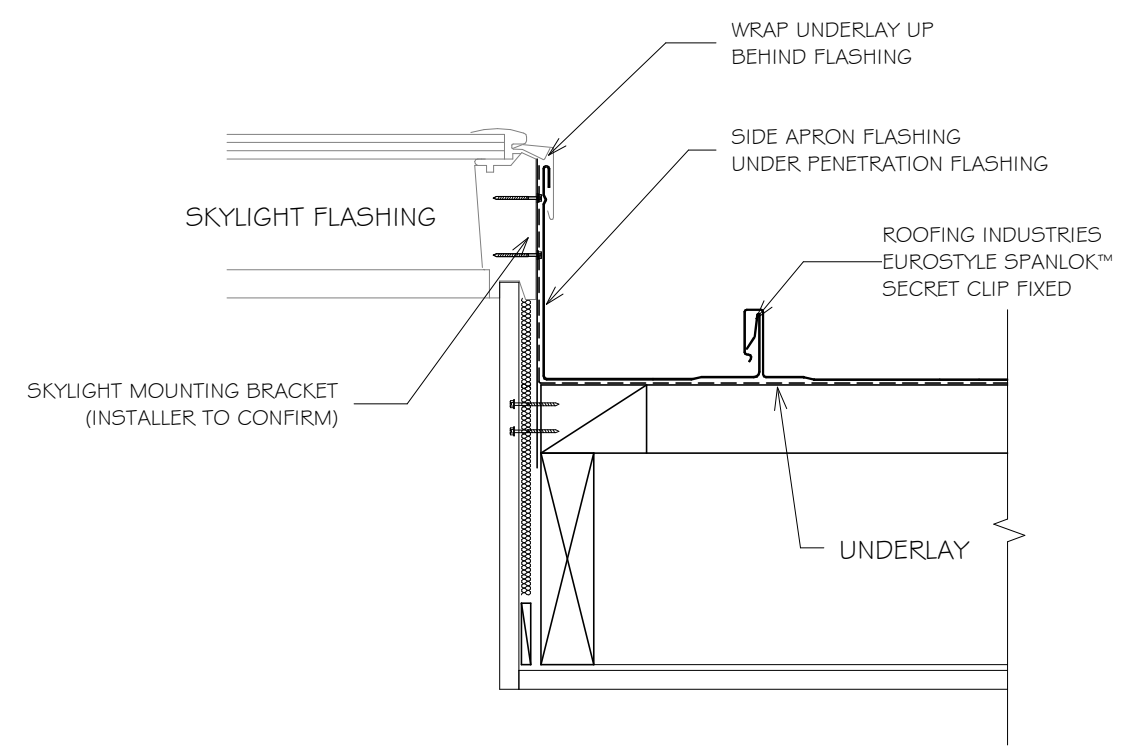 WRAP UNDERLAY UP
BEHIND FLASHING
SIDE APRON FLASHING
UNDER PENETRATION FLASHING
SKYLIGHT FLASHING
ROOFING INDUSTRIES
EUROSTYLE SPANLOK™
SECRET CLIP FIXED
SKYLIGHT MOUNTING BRACKET
(INSTALLER TO CONFIRM)
UNDERLAY